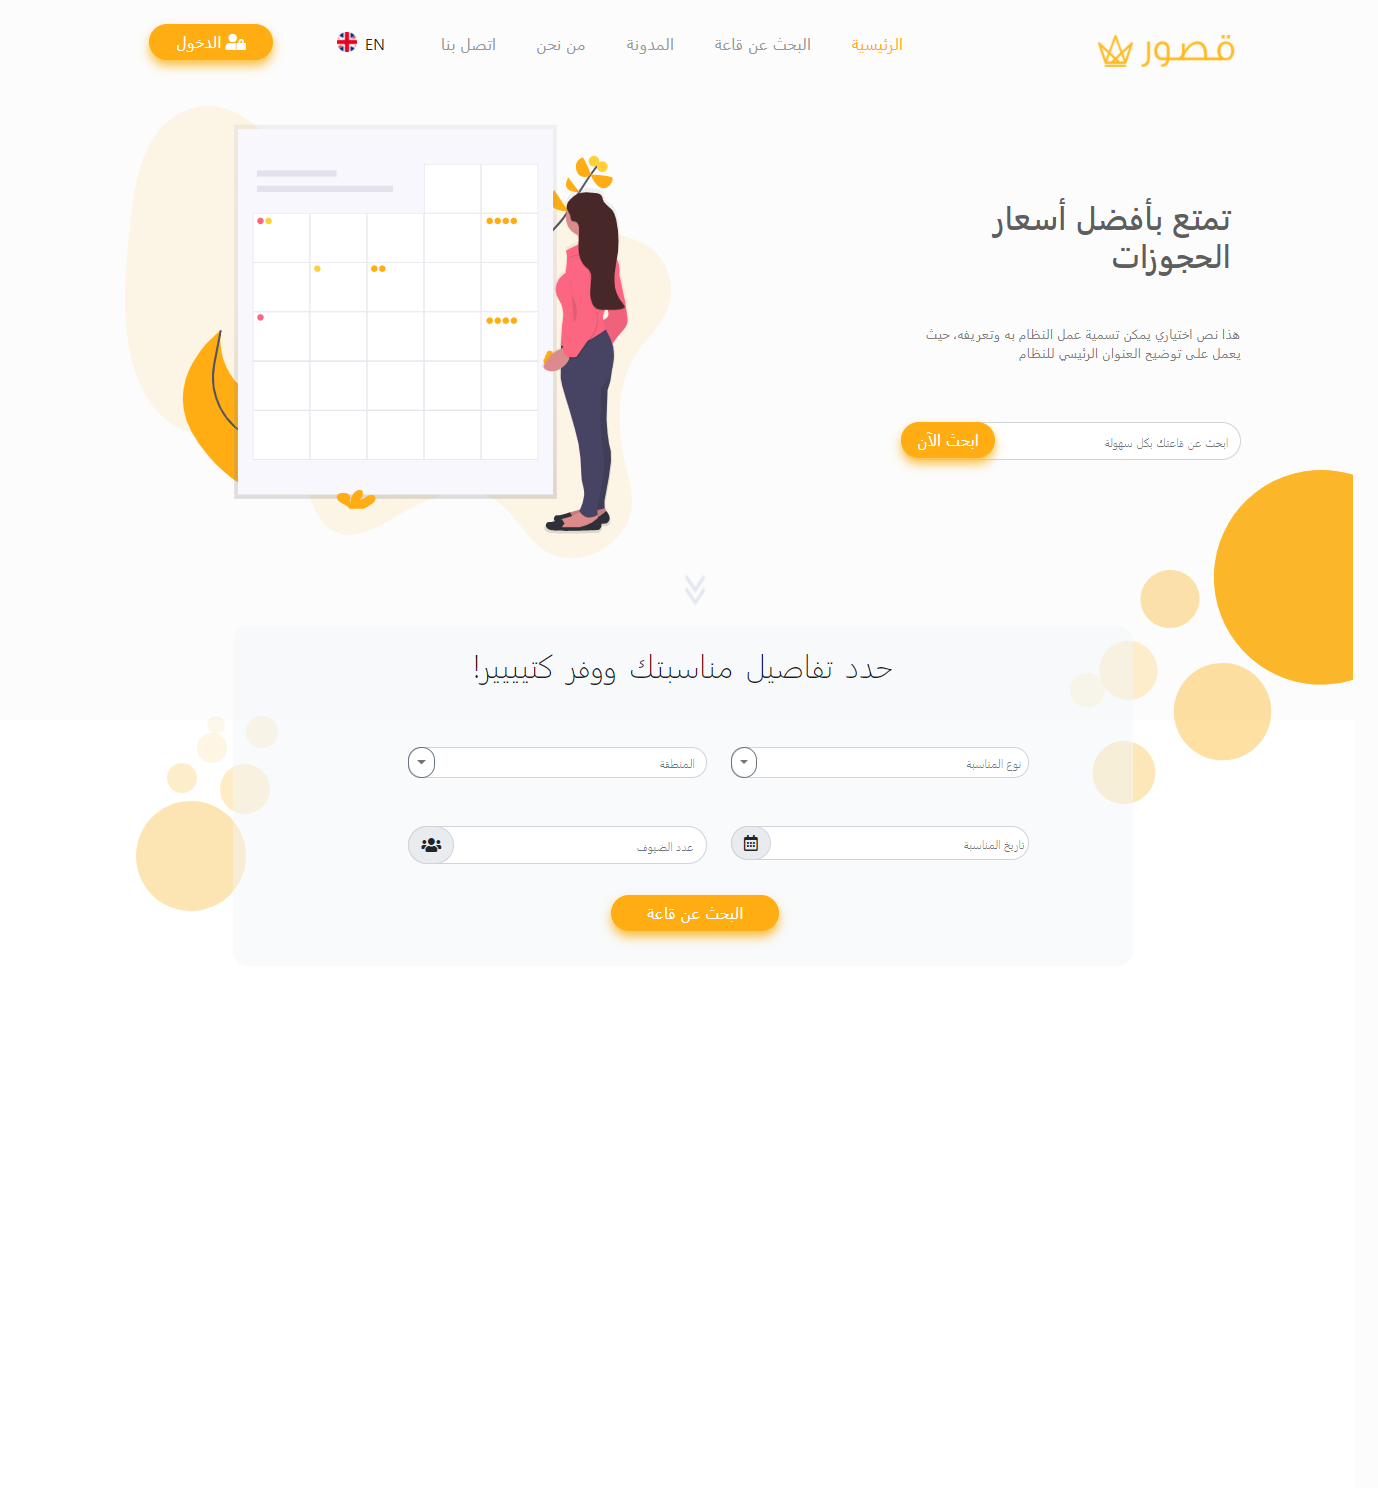 قصور
الرئيسية
البحث عن قاعة
المدونة
من نحن
اتصل بنا
EN
الدخول
تمتع بأفضل أسعار
الحجوزات
هذا نص اختياري يمكن تسمية عمل النظام به وتعريفه، حيث
يعمل على توضيح العنوان الرئيسي للنظام
ابحث عن قاعتك بكل سهولة
ابحث الآن
حدد تفاصيل مناسبتك ووفر كتيييير!
نوع المناسبة
المنطقة
تاريخ المناسبة
عدد الضيوف
البحث عن قاعة